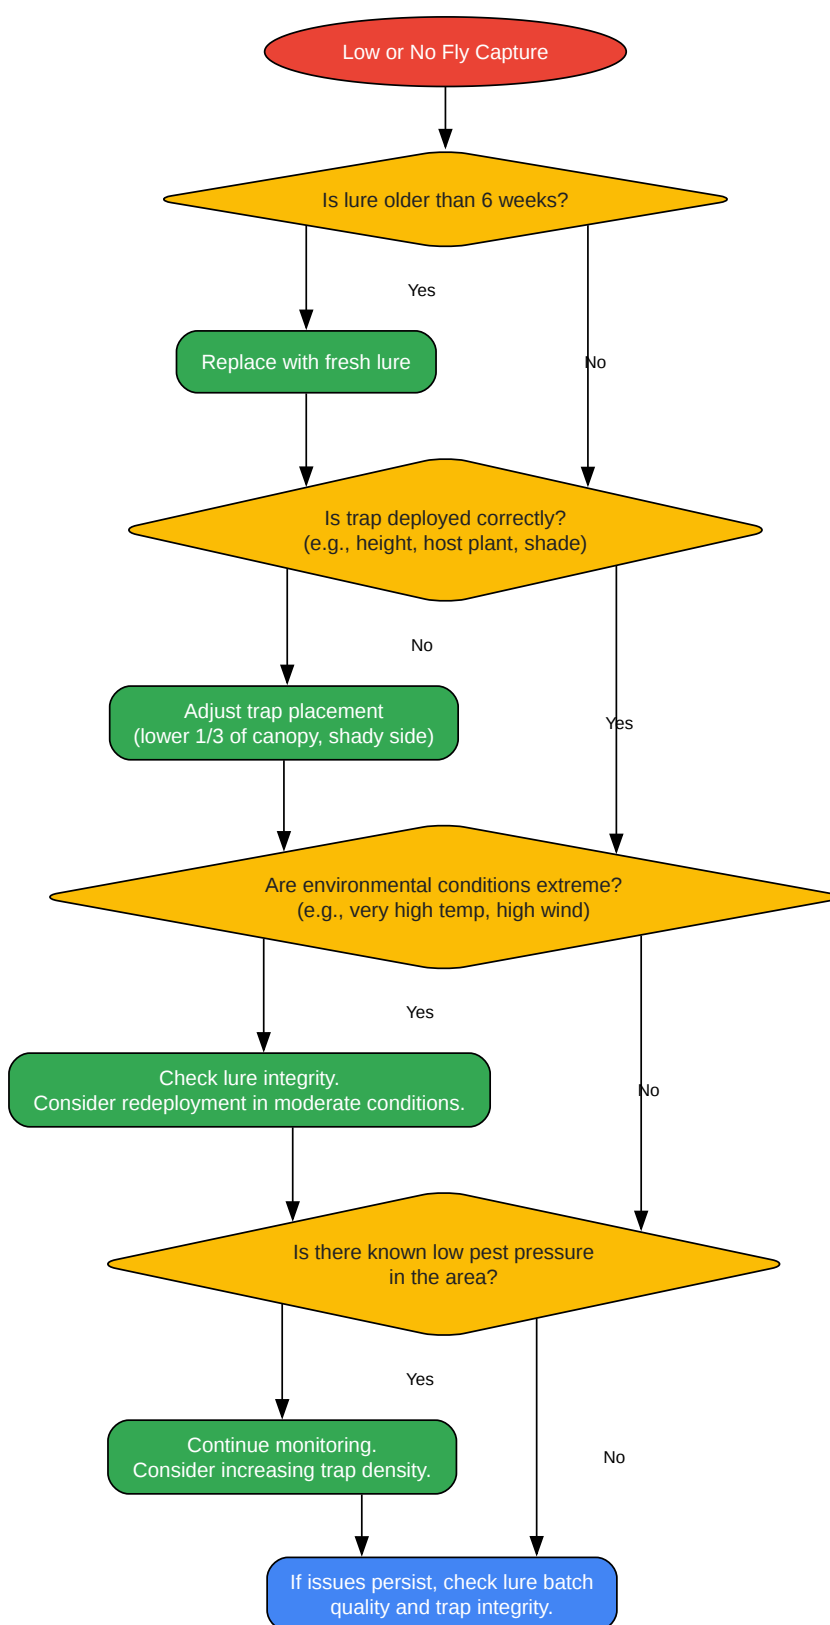 Low or No Fly Capture
Is lure older than 6 weeks?
Yes
Replace with fresh lure
No
Is trap deployed correctly?
(e.g., height, host plant, shade)
No
Adjust trap placement
(lower 1/3 of canopy, shady side)
Yes
Are environmental conditions extreme?
(e.g., very high temp, high wind)
Yes
Check lure integrity.
Consider redeployment in moderate conditions.
No
Is there known low pest pressure
in the area?
Yes
Continue monitoring.
Consider increasing trap density.
No
If issues persist, check lure batch
quality and trap integrity.